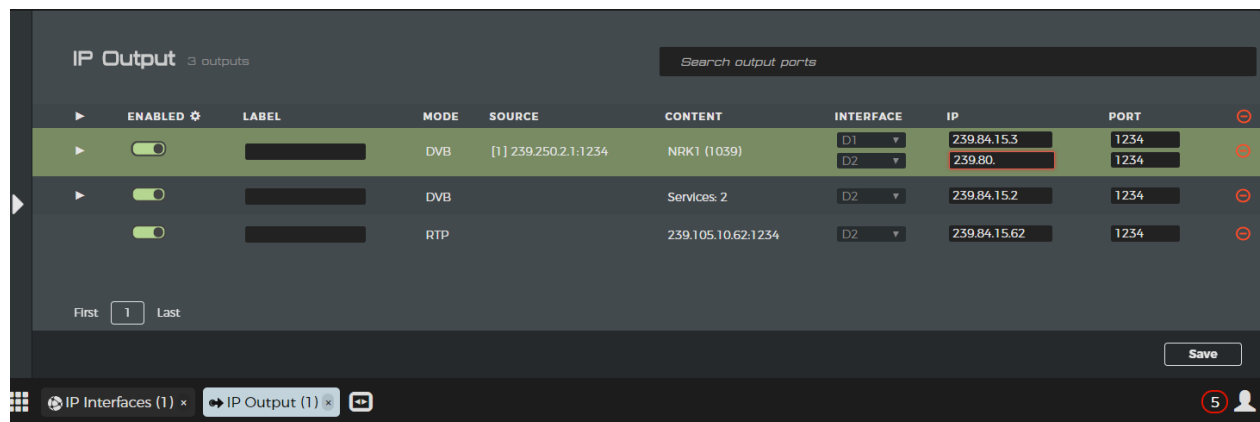 IP Output 3 outputs
Search output ports
ENABLED LABEL MODE SOURCE CONTENT INTERFACE IP PORT
DVB [1] 239.250.2.1:1234 NRK1 (1039) D1 239.84.15.3 1234
D2 239.80. 1234
DVB Services: 2 D2 239.84.15.2 1234
RTP 239.105.10.62:1234 D2 239.84.15.62 1234
First 1 Last
Save
IP Interfaces (1) × IP Output (1) × 5